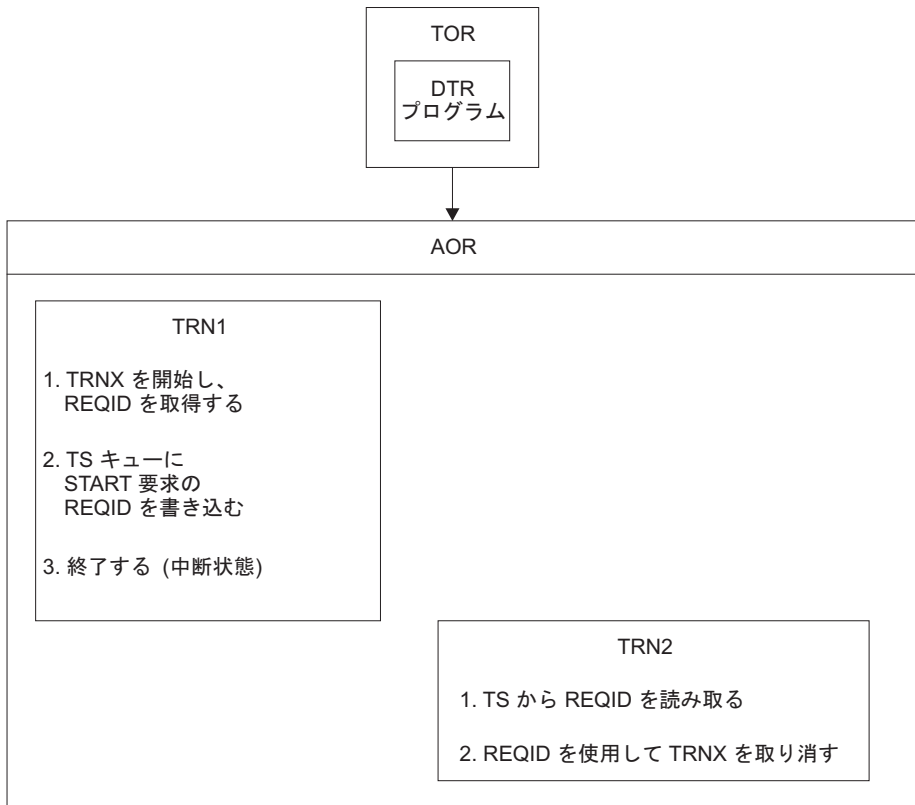 TOR
DTR
プログラム
AOR
TRN1
1. TRNX を開始し、
REQID を取得する
2. TS キューに
START 要求の
REQID を書き込む
3. 終了する (中断状態)
TRN2
1. TS から REQID を読み取る
2. REQID を使用して TRNX を取り消す